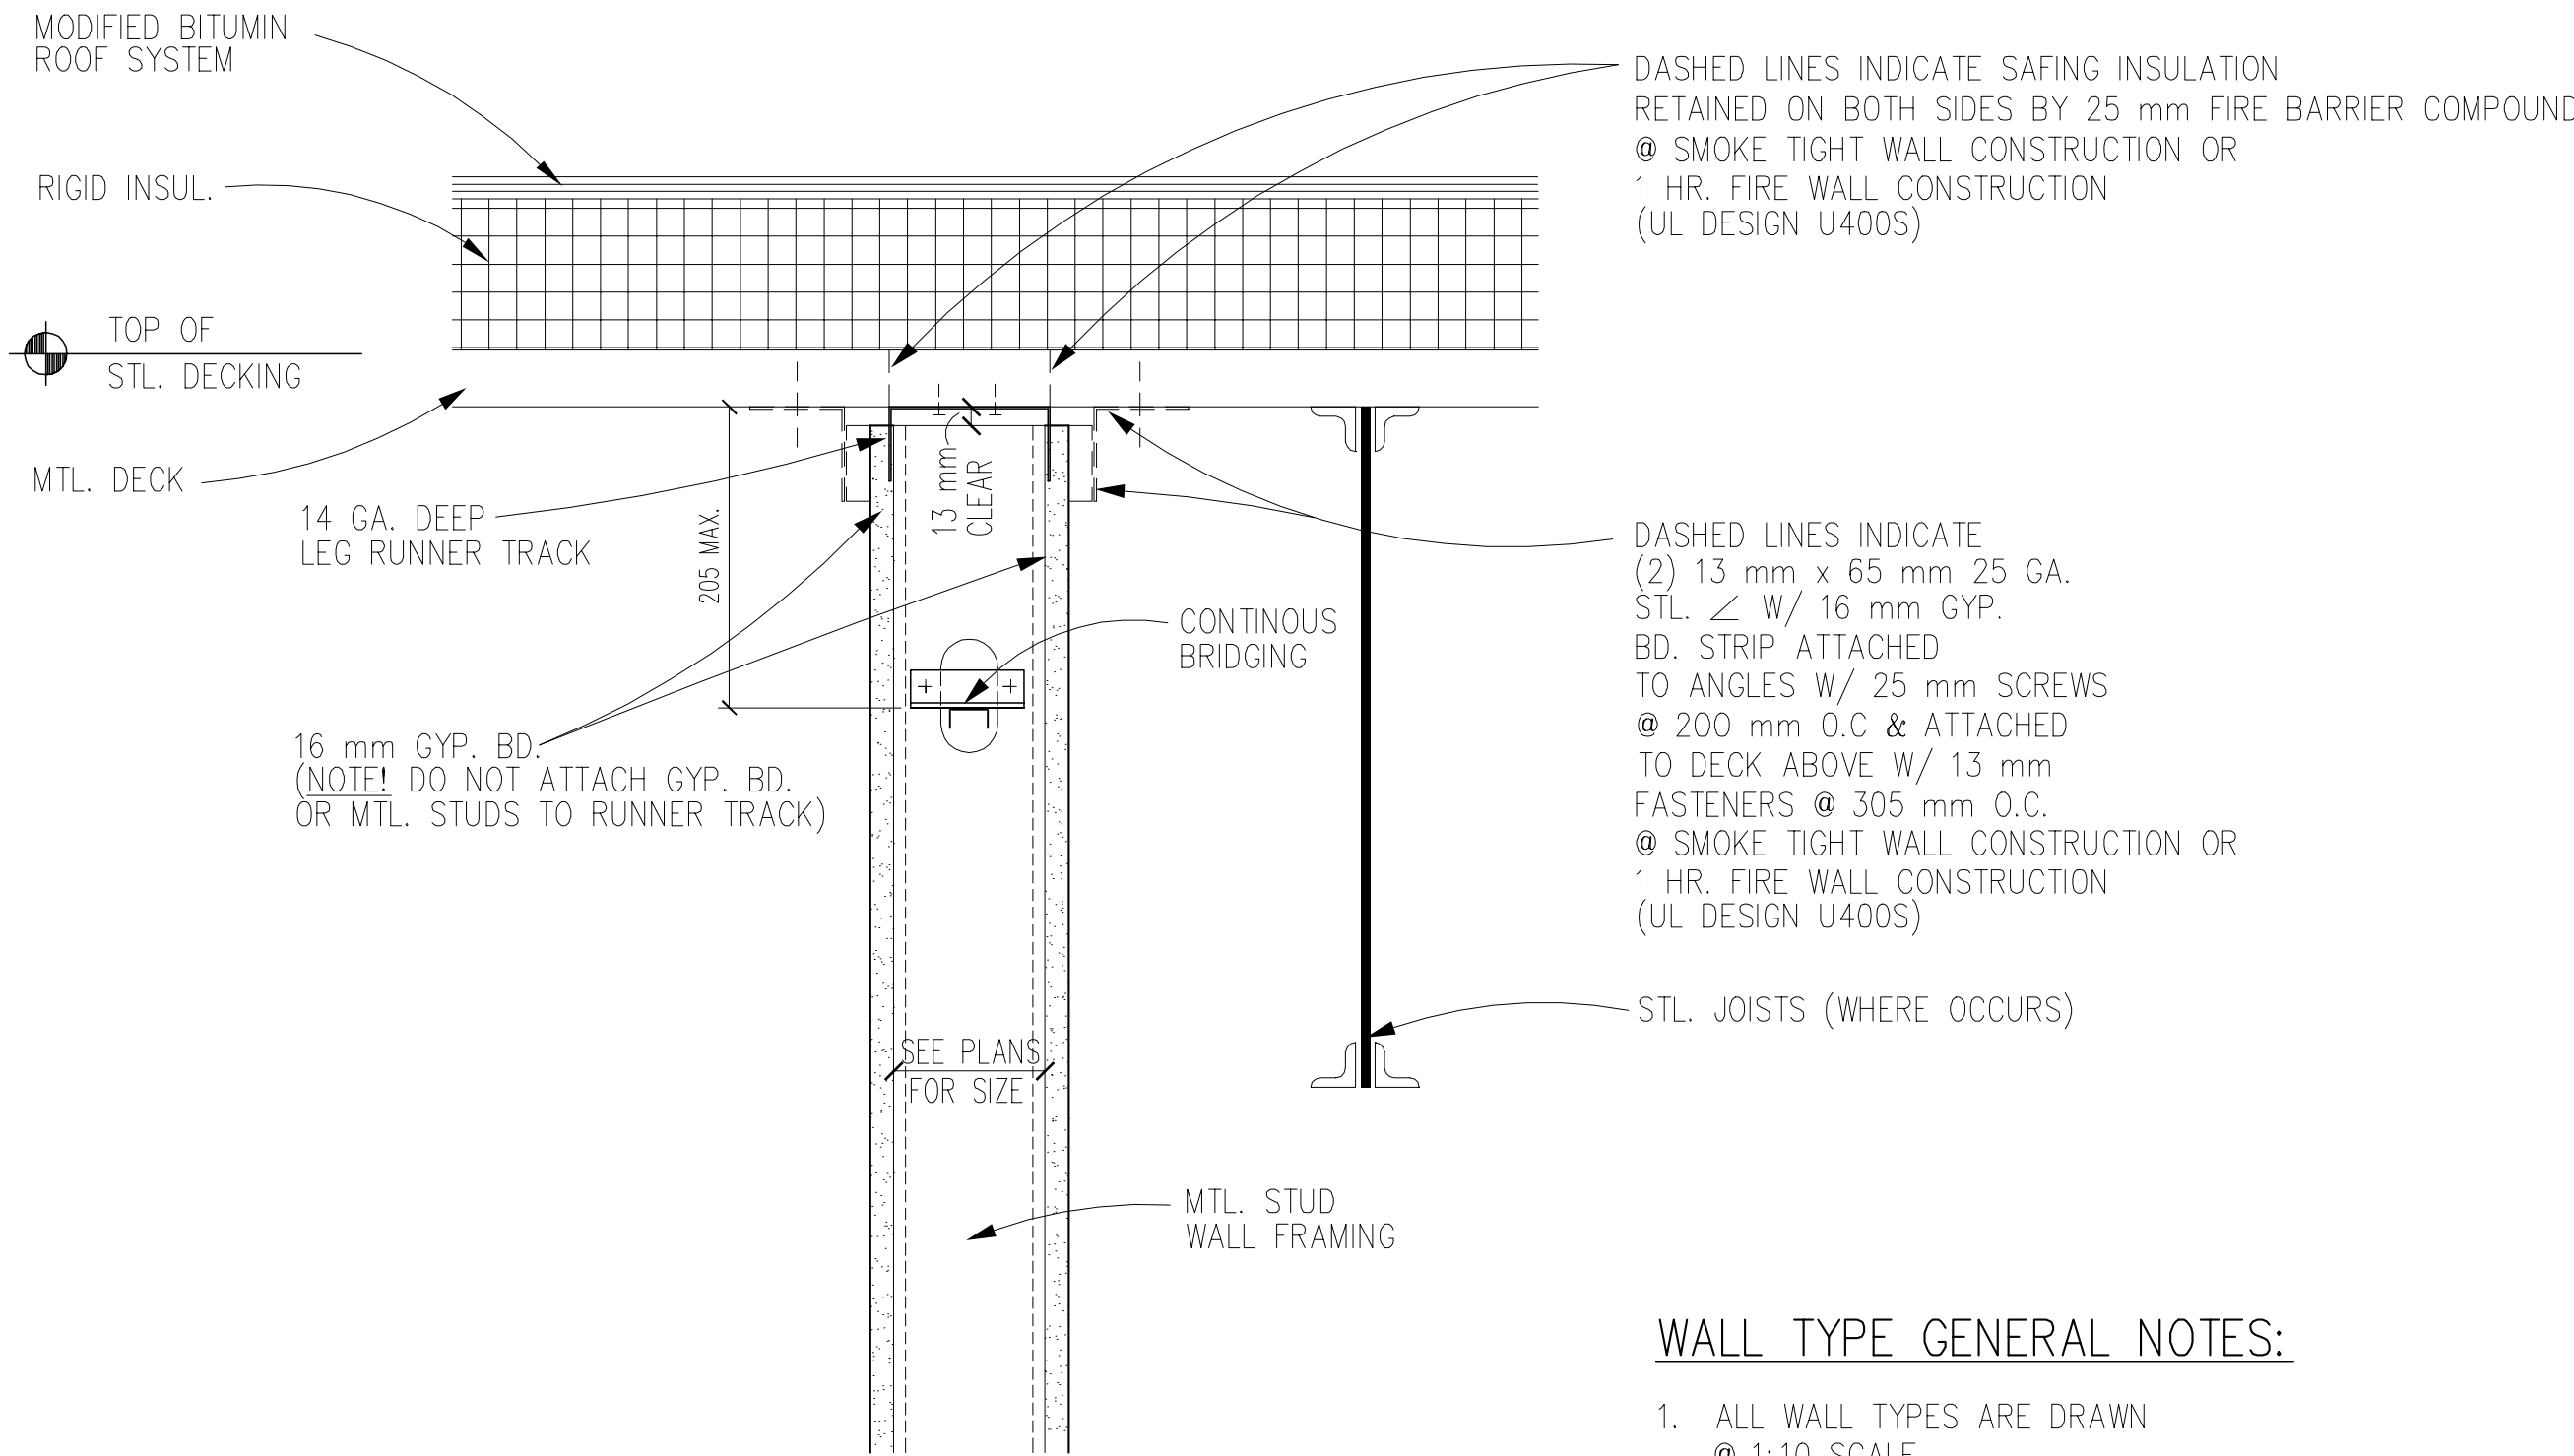 MODIFIED BITUMIN
ROOF SYSTEM
RIGID INSUL.
TOP OF
STL. DECKING
MTL. DECK
14 GA. DEEP
LEG RUNNER TRACK
205 MAX.
13 mm
CLEAR
16 mm GYP. BD.
(NOTE! DO NOT ATTACH GYP. BD.
OR MTL. STUDS TO RUNNER TRACK)
CONTINOUS
BRIDGING
SEE PLANS
FOR SIZE
MTL. STUD
WALL FRAMING
DASHED LINES INDICATE SAFING INSULATION
RETAINED ON BOTH SIDES BY 25 mm FIRE BARRIER COMPOUND
@ SMOKE TIGHT WALL CONSTRUCTION OR
1 HR. FIRE WALL CONSTRUCTION
(UL DESIGN U400S)
DASHED LINES INDICATE
(2) 13 mm x 65 mm 25 GA.
STL. ∠ W/ 16 mm GYP.
BD. STRIP ATTACHED
TO ANGLES W/ 25 mm SCREWS
@ 200 mm O.C & ATTACHED
TO DECK ABOVE W/ 13 mm
FASTENERS @ 305 mm O.C.
@ SMOKE TIGHT WALL CONSTRUCTION OR
1 HR. FIRE WALL CONSTRUCTION
(UL DESIGN U400S)
STL. JOISTS (WHERE OCCURS)
WALL TYPE GENERAL NOTES:
1. ALL WALL TYPES ARE DRAWN
@ 1:10 SCALE